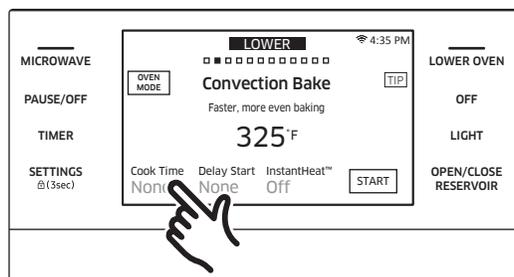 MICROWAVE
PAUSE/OFF
TIMER
SETTINGS
(3sec)
LOWER
4:35 PM
OVEN
MODE
Convection Bake
TIP
Faster, more even baking
325°F
Cook Time Delay Start InstantHeat™
None None Off
START
LOWER OVEN
OFF
LIGHT
OPEN/CLOSE
RESERVOIR